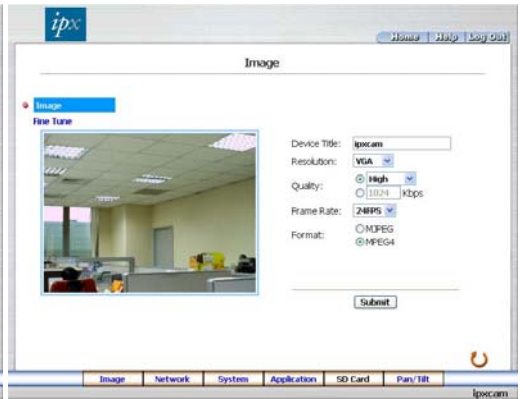 ipx
Home Help Log Out
Image
Image
Fine Tune
Device Title: ipxcam
Resolution: VGA
Quality: High
1024 Kbps
Frame Rate: 24FPS
Format: MJPEG
MPEG4
Submit
Image Network System Application SD Card Pan/Tilt
ipxcam